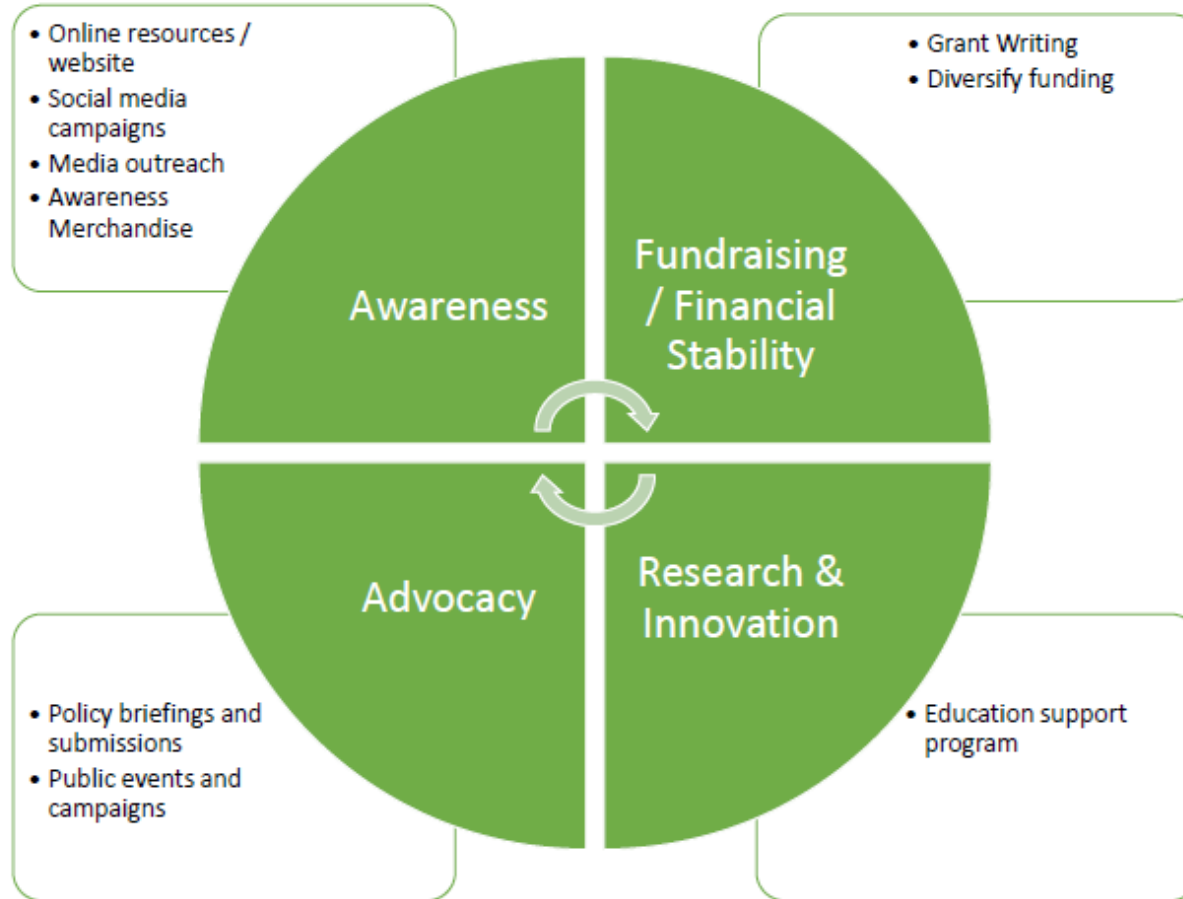 • Online resources /
website
• Social media
campaigns
• Media outreach
• Awareness
Merchandise
• Grant Writing
• Diversify funding
Awareness
Fundraising
/ Financial
Stability
Advocacy
Research &
Innovation
• Policy briefings and
submissions
• Public events and
campaigns
• Education support
program